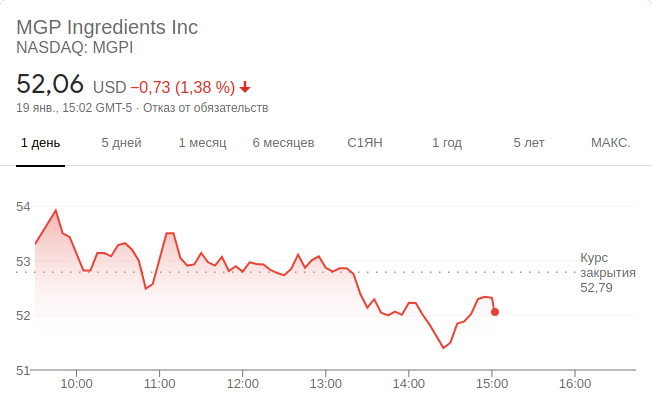 MGP Ingredients Inc
NASDAQ: MGPI
52,06 USD −0,73 (1,38 %)
19 янв., 15:02 GMT-5 · Отказ от обязательств
1 день 5 дней 1 месяц 6 месяцев С1ЯН 1 год 5 лет МАКС.
54
53
52
51
Курс
закрытия
52,79
10:00 11:00 12:00 13:00 14:00 15:00 16:00